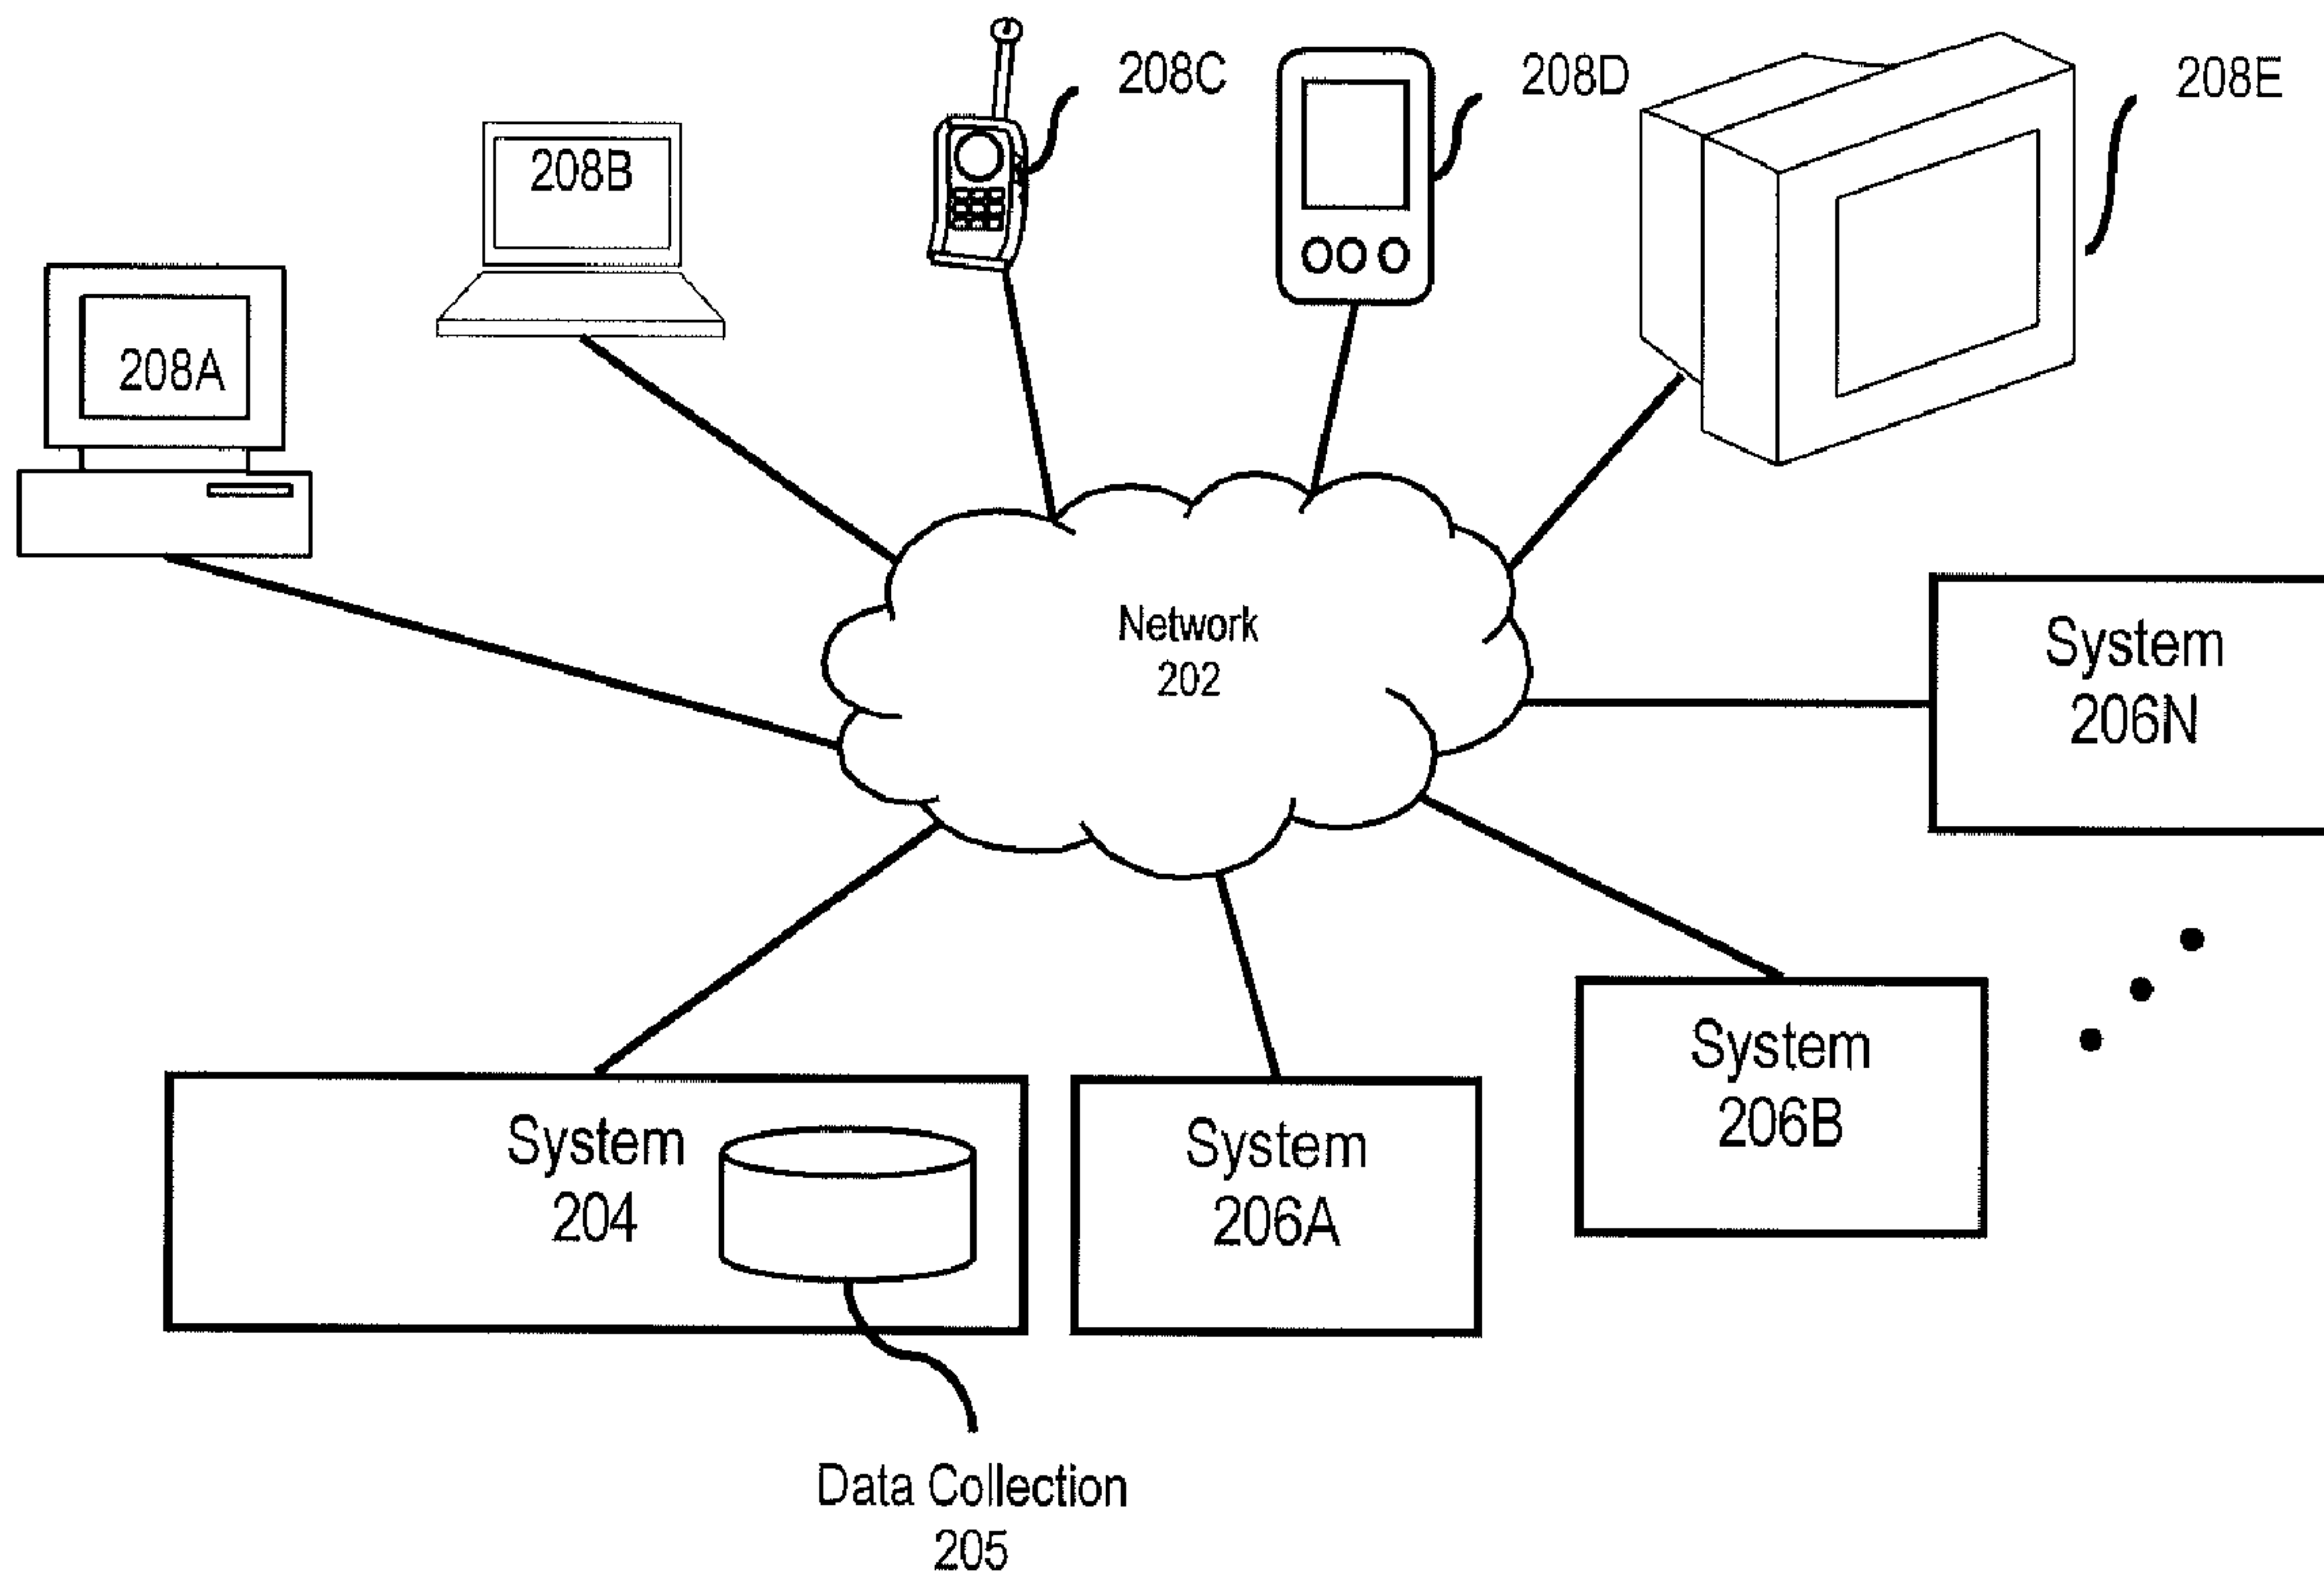 208C
208D
208E
208B
208A
Network
202
System
206N
System
206B
System
204
System
206A
Data Collection
205